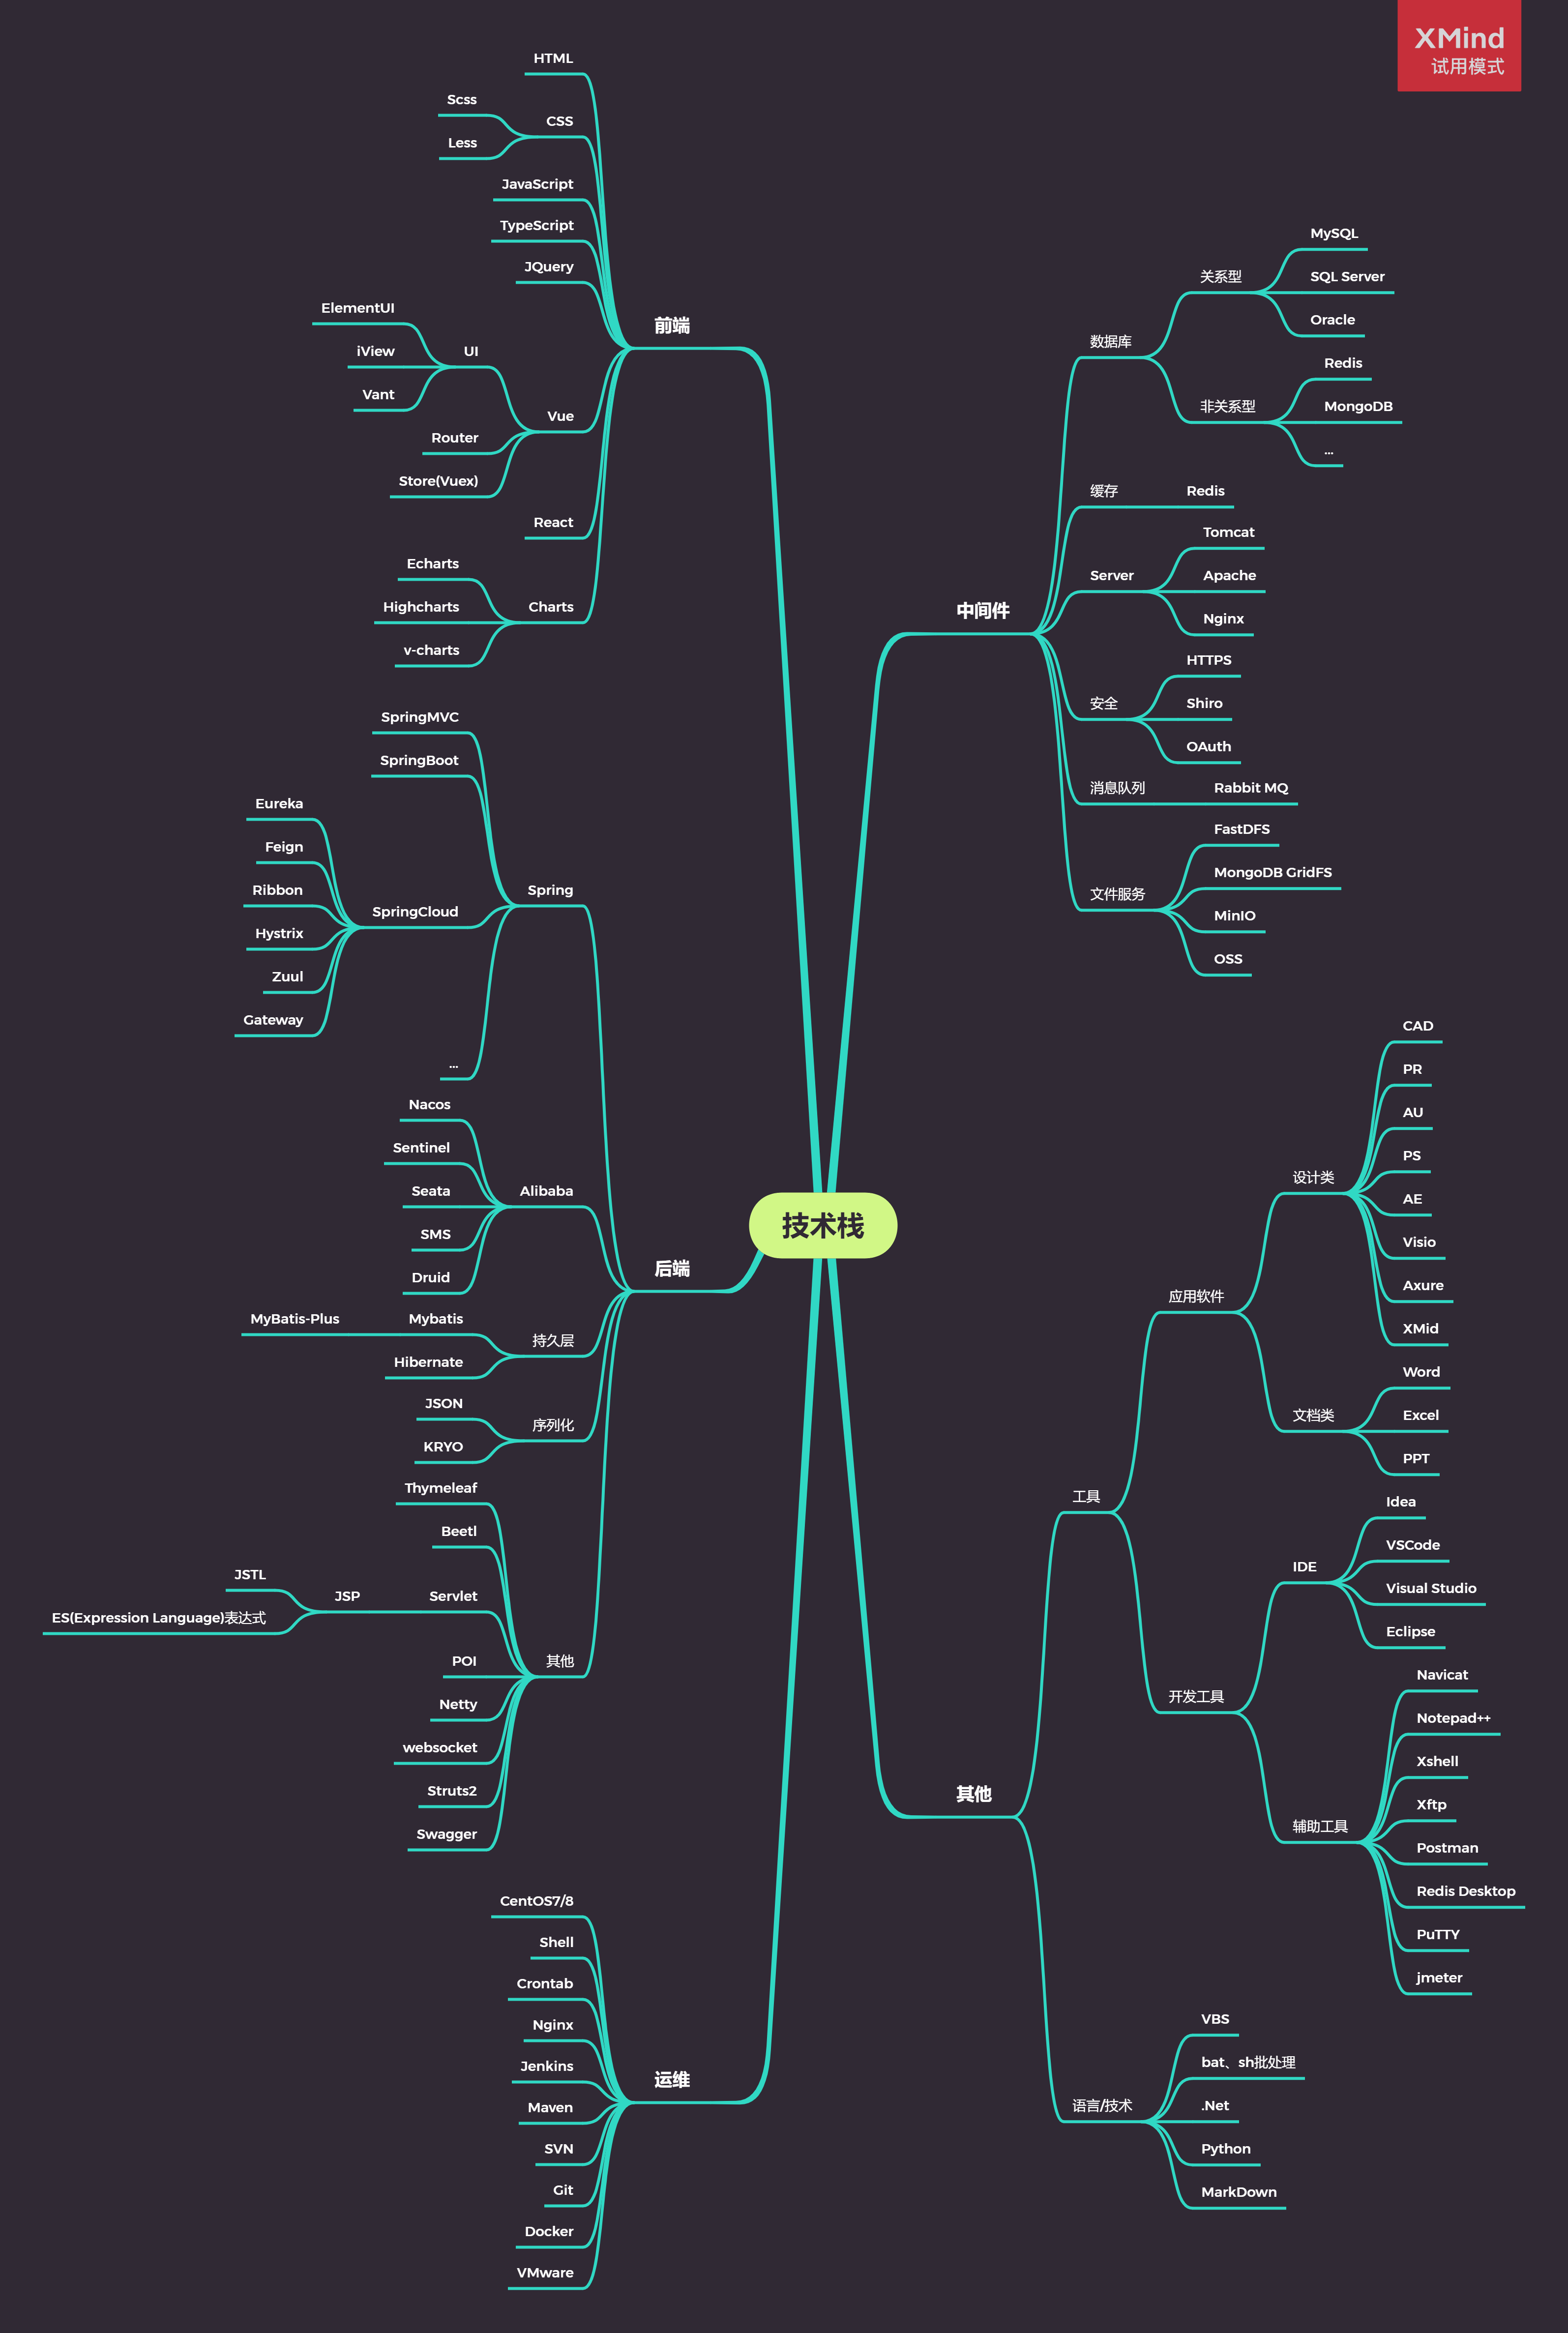 XMind
试用模式
技术栈
前端
HTML
CSS
Scss
Less
JavaScript
TypeScript
JQuery
Vue
UI
ElementUI
iView
Vant
Router
Store(Vuex)
React
Charts
Echarts
Highcharts
v-charts
后端
Spring
SpringMVC
SpringBoot
SpringCloud
Eureka
Feign
Ribbon
Hystrix
Zuul
Gateway
...
Alibaba
Nacos
Sentinel
Seata
SMS
Druid
持久层
Mybatis
MyBatis-Plus
Hibernate
序列化
JSON
KRYO
其他
Thymeleaf
Beetl
Servlet
JSP
JSTL
ES(Expression Language)表达式
POI
Netty
websocket
Struts2
Swagger
运维
CentOS7/8
Shell
Crontab
Nginx
Jenkins
Maven
SVN
Git
Docker
VMware
中间件
数据库
关系型
MySQL
SQL Server
Oracle
非关系型
Redis
MongoDB
...
缓存
Redis
Server
Tomcat
Apache
Nginx
安全
HTTPS
Shiro
OAuth
消息队列
Rabbit MQ
文件服务
FastDFS
MongoDB GridFS
MinIO
OSS
其他
工具
应用软件
设计类
CAD
PR
AU
PS
AE
Visio
Axure
XMid
文档类
Word
Excel
PPT
开发工具
IDE
Idea
VSCode
Visual Studio
Eclipse
辅助工具
Navicat
Notepad++
Xshell
Xftp
Postman
Redis Desktop
PuTTY
jmeter
语言/技术
VBS
bat、sh批处理
.Net
Python
MarkDown